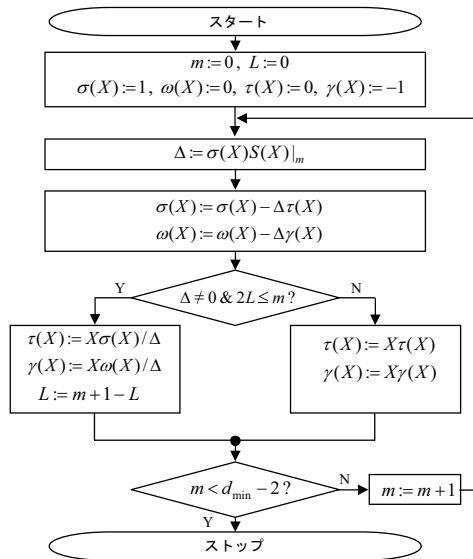 スタート
m:=0, L:=0
σ(X):=1, ω(X):=0, τ(X):=0, γ(X):=−1
Δ:=σ(X)S(X)|m
σ(X):=σ(X)−Δτ(X)
ω(X):=ω(X)−Δγ(X)
Δ≠0 & 2L≤m?
Y
N
τ(X):=Xσ(X)/Δ
γ(X):=Xω(X)/Δ
L:=m+1−L
τ(X):=Xτ(X)
γ(X):=Xγ(X)
m<dmin−2?
N
m:=m+1
Y
ストップ